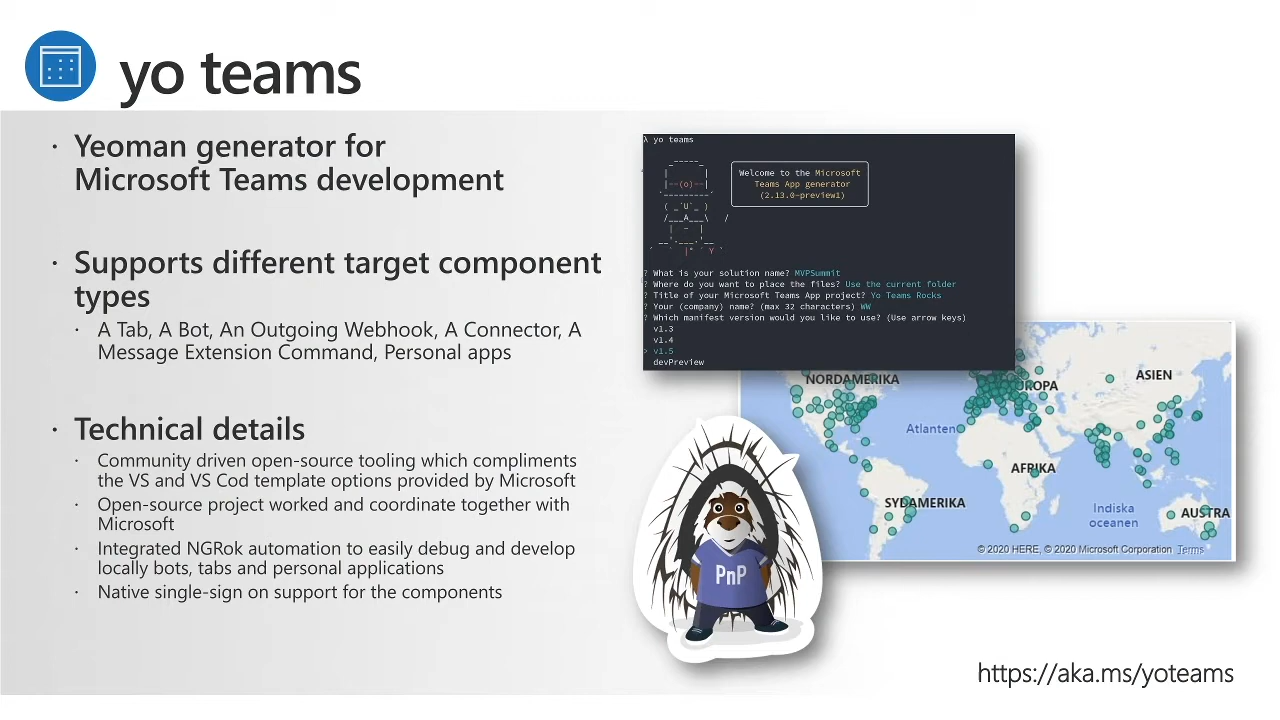 yo teams
· Yeoman generator for
Microsoft Teams development
· Supports different target component
types
· A Tab, A Bot, An Outgoing Webhook, A Connector, A
Message Extension Command, Personal apps
· Technical details
· Community driven open-source tooling which compliments
the VS and VS Cod template options provided by Microsoft
· Open-source project worked and coordinate together with
Microsoft
· Integrated NGRok automation to easily debug and develop
locally bots, tabs and personal applications
· Native single-sign on support for the components
λ yo teams
Welcome to the Microsoft
Teams App generator
(2.13.0-preview1)
? What is your solution name? MVPSummit
? Where do you want to place the files? Use the current folder
? Title of your Microsoft Teams App project? Yo Teams Rocks
? Your (company) name? (max 32 characters) WW
? Which manifest version would you like to use? (Use arrow keys)
v1.3
v1.4
> v1.5
devPreview
NORDAMERIKA
ROPA
ASIEN
Atlanten
AFRIKA
SYDAMERIKA
Indiska
oceanen
AUSTRA
© 2020 HERE, © 2020 Microsoft Corporation Terms
PnP
https://aka.ms/yoteams